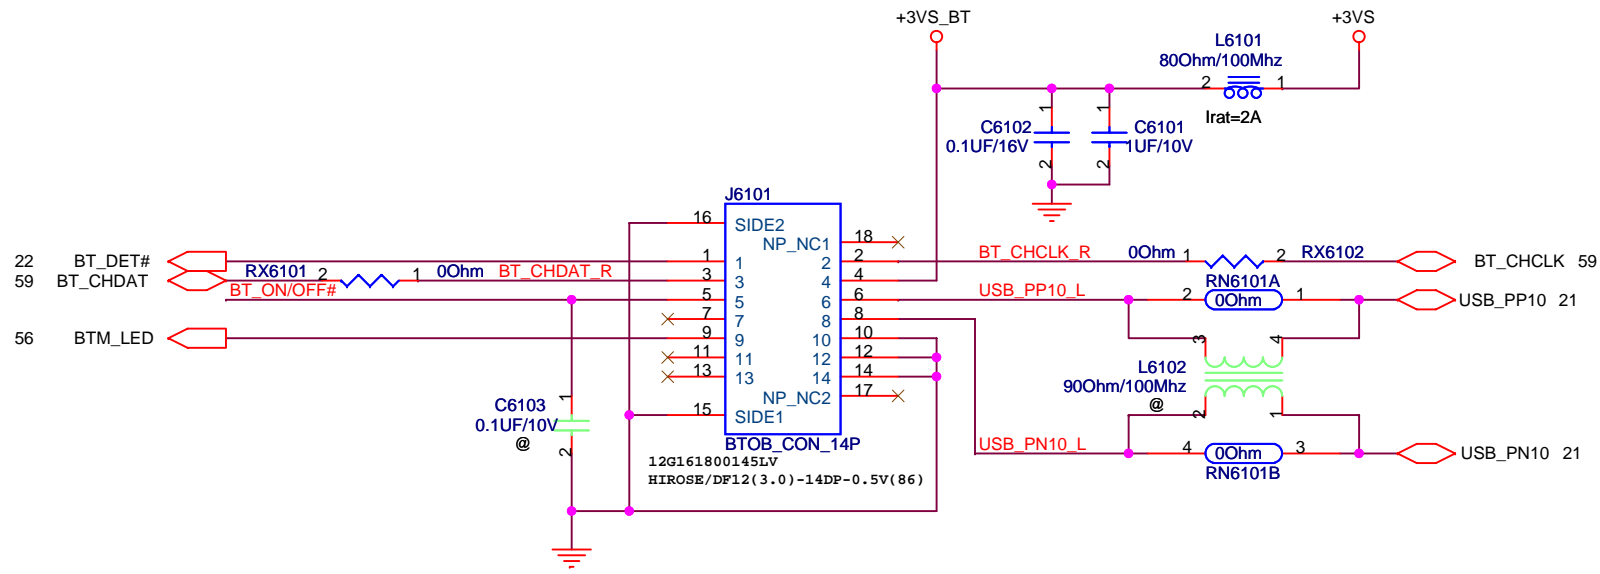 +3VS_BT
+3VS
L6101
80Ohm/100Mhz
2 1
Irat=2A
1 1
C6102 C6101
0.1UF/16V 1UF/10V
2 2
J6101
16 SIDE2
NP_NC1 18
22 BT_DET# 1 1
2 2 BT_CHCLK_R 0Ohm 1 2 RX6102 BT_CHCLK 59
59 BT_CHDAT RX6101 2 1 0Ohm BT_CHDAT_R 3 3
4 4
RN6101A
BT_ON/OFF# 5 5
6 6 USB_PP10_L 2 0Ohm 1 USB_PP10 21
7 7
8 8
56 BTM_LED 9 9
10 10
3 4
11 11
12 12
L6102
90Ohm/100Mhz
@
13 13
14 14
NP_NC2 17
2 1
15 SIDE1
1
C6103
0.1UF/10V
@
2
BTOB_CON_14P
USB_PN10_L 4 0Ohm 3 USB_PN10 21
RN6101B
12G161800145LV
HIROSE/DF12(3.0)-14DP-0.5V(86)